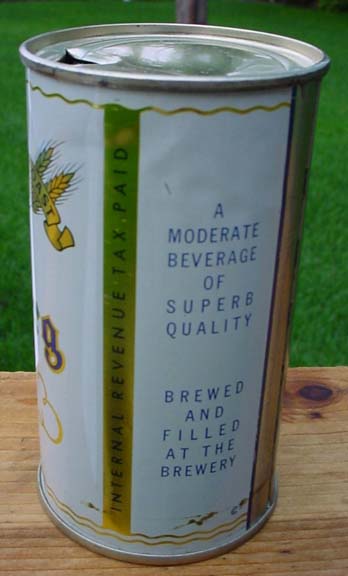 INTERNAL REVENUE TAX PAID
A
MODERATE
BEVERAGE
OF
SUPERB
QUALITY
BREWED
AND
FILLED
AT THE
BREWERY